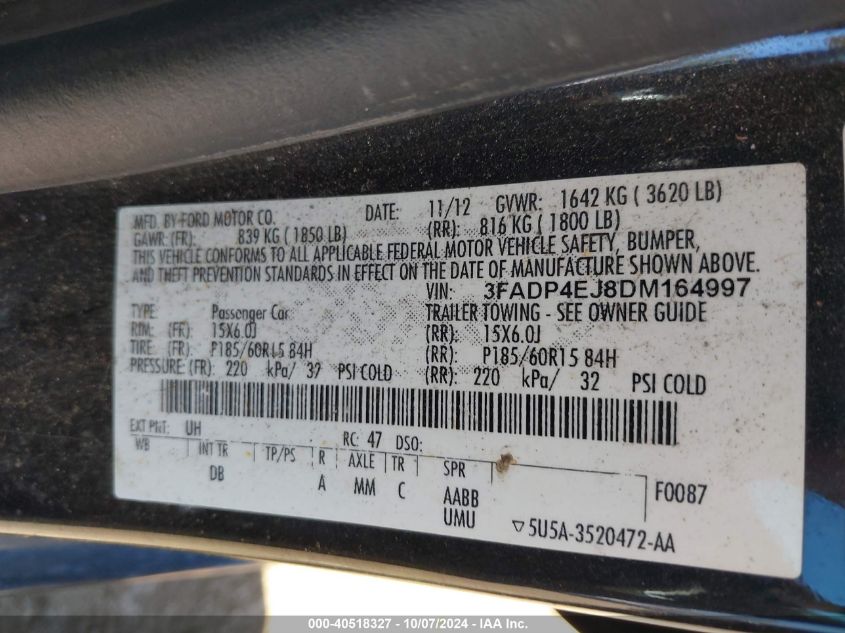 MFD. BY FORD MOTOR CO. DATE: 11/12 GVWR: 1642 KG ( 3620 LB)
GAWR: (FR): 839 KG ( 1850 LB) (RR): 816 KG ( 1800 LB)
THIS VEHICLE CONFORMS TO ALL APPLICABLE FEDERAL MOTOR VEHICLE SAFETY, BUMPER,
AND THEFT PREVENTION STANDARDS IN EFFECT ON THE DATE OF MANUFACTURE SHOWN ABOVE.
VIN: 3FADP4EJ8DM164997
TYPE: Passenger Car TRAILER TOWING - SEE OWNER GUIDE
RIM: (FR): 15X6.0J (RR): 15X6.0J
TIRE: (FR): P185/60R15 84H (RR): P185/60R15 84H
PRESSURE: (FR): 220 kPa/ 32 PSI COLD (RR): 220 kPa/ 32 PSI COLD
EXT PNT: UH RC: 47 DSO:
WB INT TR TP/PS R AXLE TR SPR
DB A MM C AABB F0087
UMU ▽5U5A-3520472-AA
000-40518327 - 10/07/2024 - IAA Inc.